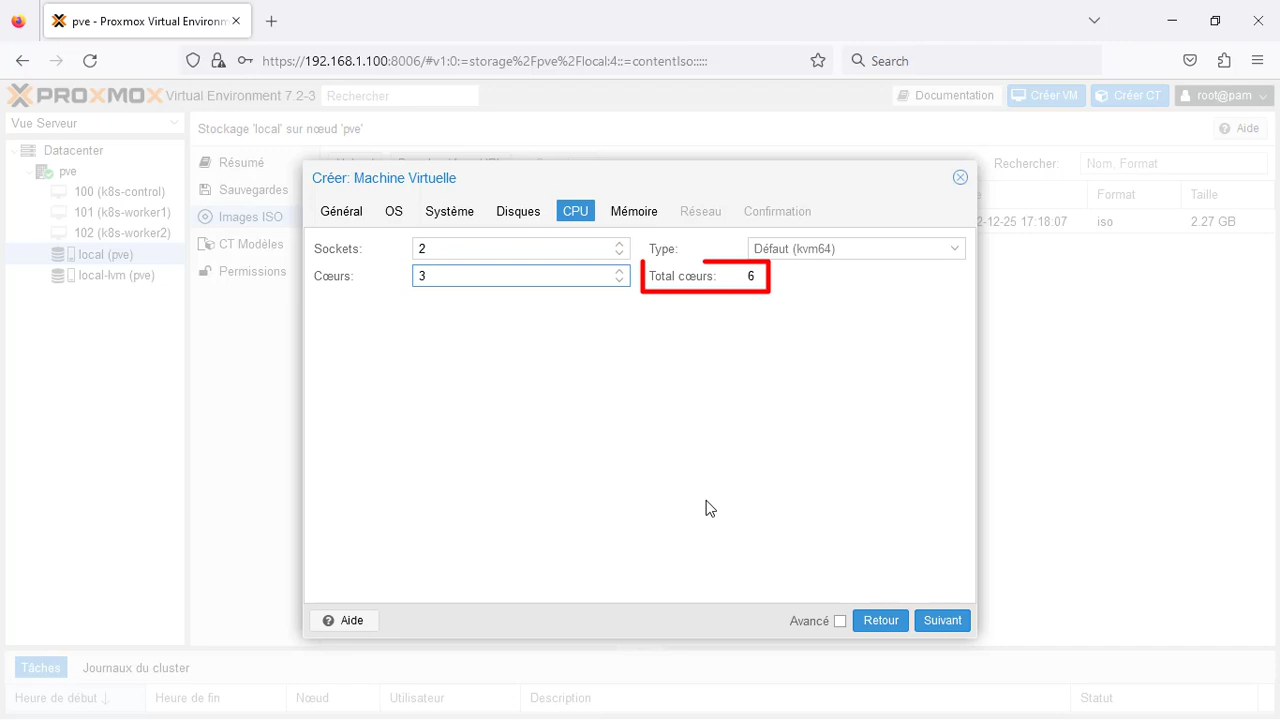 pve - Proxmox Virtual Environm
https://192.168.1.100:8006/#v1:0:=storage%2Fpve%2Flocal:4::=contentIso:::::
Search
PROXMOX Virtual Environment 7.2-3
Rechercher
Documentation
Créer VM
Créer CT
root@pam
Vue Serveur
Stockage 'local' sur nœud 'pve'
Aide
Datacenter
pve
100 (k8s-control)
101 (k8s-worker1)
102 (k8s-worker2)
local (pve)
local-lvm (pve)
Résumé
Sauvegardes
Images ISO
CT Modèles
Permissions
Rechercher:
Nom, Format
Format
Taille
2-12-25 17:18:07
iso
2.27 GB
Créer: Machine Virtuelle
Général
OS
Système
Disques
CPU
Mémoire
Réseau
Confirmation
Sockets:
2
Type:
Défaut (kvm64)
Cœurs:
3
Total cœurs:
6
Aide
Avancé
Retour
Suivant
Tâches
Journaux du cluster
Heure de début
Heure de fin
Nœud
Utilisateur
Description
Statut